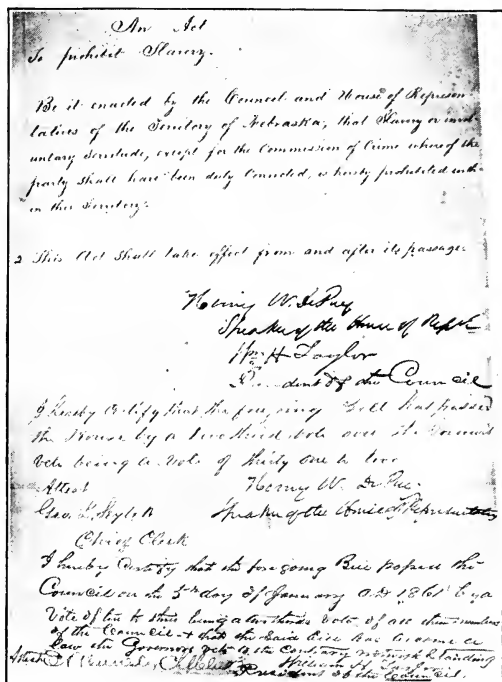 An Act
To prohibit Slavery.
Be it enacted by the Council and House of Represen
tatives of the Territory of Nebraska, that Slavery or invol
untary Servitude, except for the Commission of Crime whereof the
party Shall have been duly Convicted, is hereby prohibited with
in this Territory.
2 This Act Shall take effect from and after its passage.
Henry W. DePuy
Speaker of the House of Rep
Wm H Taylor
President of the Council
I hereby Certify that the foregoing Bill has passed
the House by a two third vote over the Governors
veto being a vote of thirty one to two
Attest Henry W. DePuy
Geo. L. Speaker of the House of Representatives
Chief Clerk
I hereby Certify that the foregoing Bill passed the
Council on the 5th day of January A.D 1861 by a
Vote of ten to three being a two thirds vote, of all the members
of the Council & that the Said Bill has become a
law the Governors veto to the Contrary notwithstanding
Attest William H. Taylor
President of the Council.